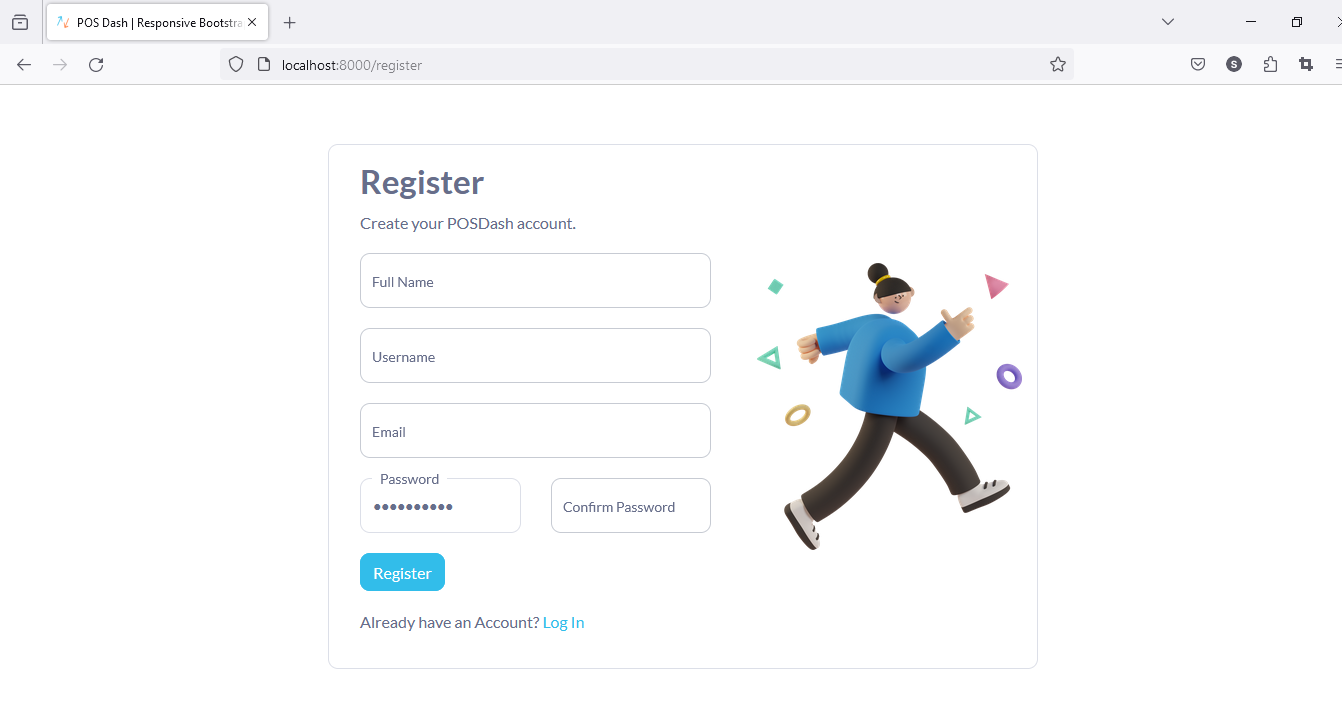 POS Dash | Responsive Bootstra
localhost:8000/register
S
Register
Create your POSDash account.
Full Name
Username
Email
Password
••••••••••
Confirm Password
Register
Already have an Account? Log In